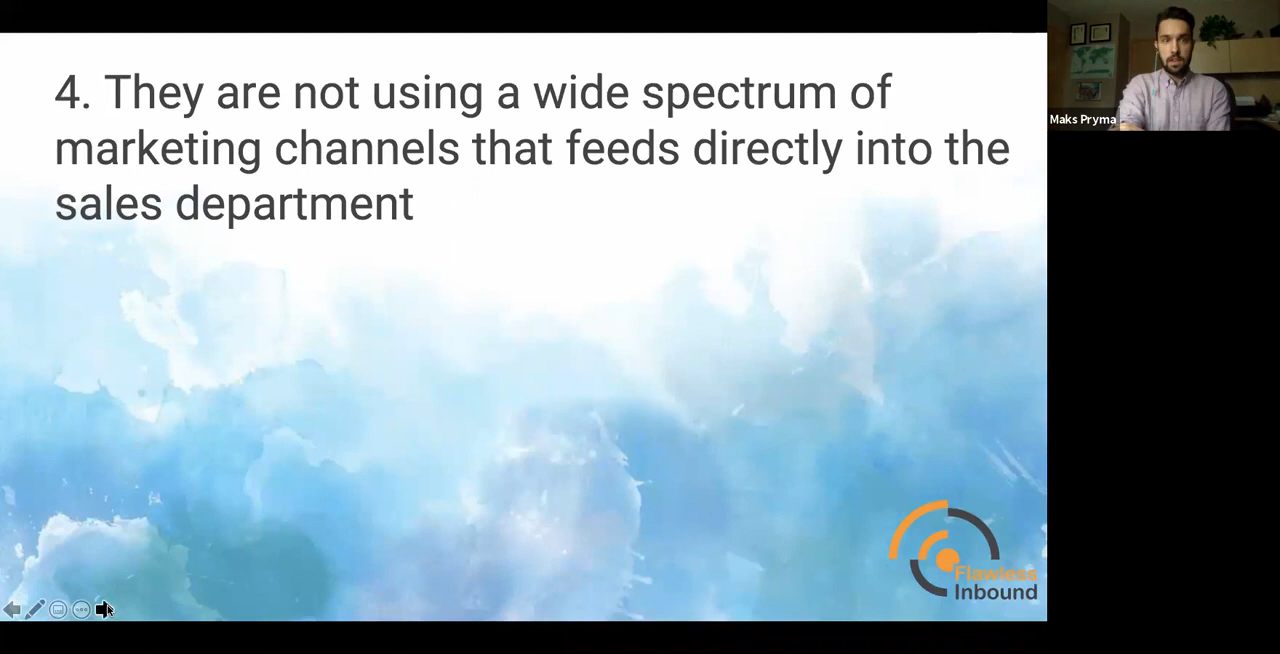 4. They are not using a wide spectrum of
marketing channels that feeds directly into the
sales department
Maks Pryma
Flawless
Inbound